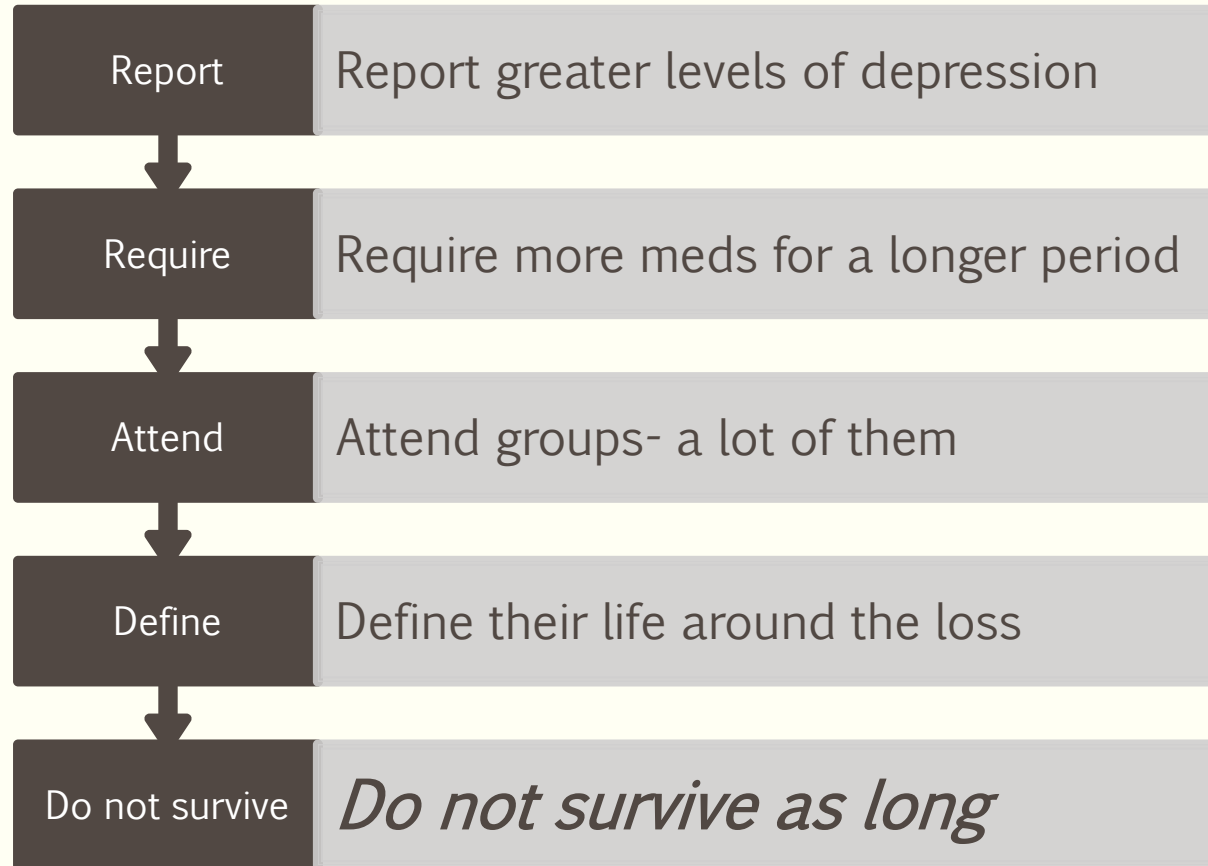 Report
Report greater levels of depression
Require
Require more meds for a longer period
Attend
Attend groups- a lot of them
Define
Define their life around the loss
Do not survive
Do not survive as long